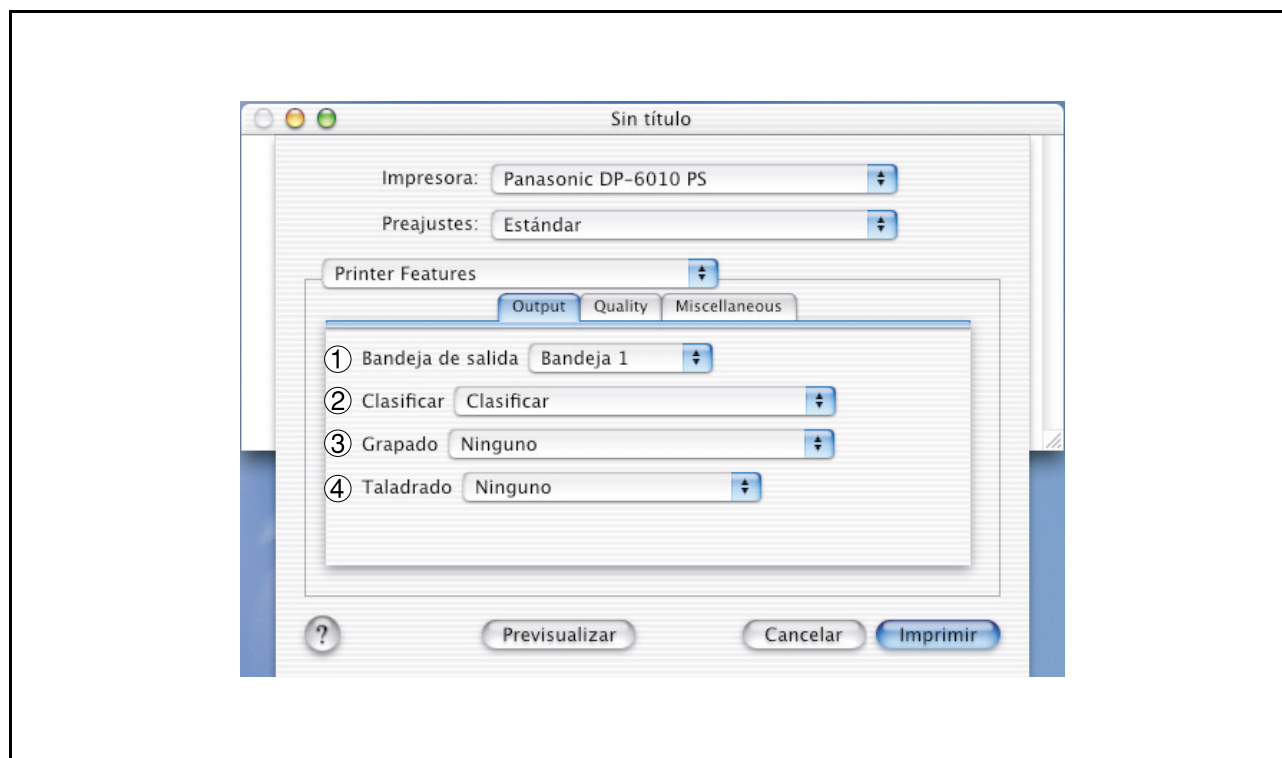 Sin título
Impresora: Panasonic DP-6010 PS
Preajustes: Estándar
Printer Features
Output Quality Miscellaneous
① Bandeja de salida Bandeja 1
② Clasificar Clasificar
③ Grapado Ninguno
④ Taladrado Ninguno
? Previsualizar Cancelar Imprimir